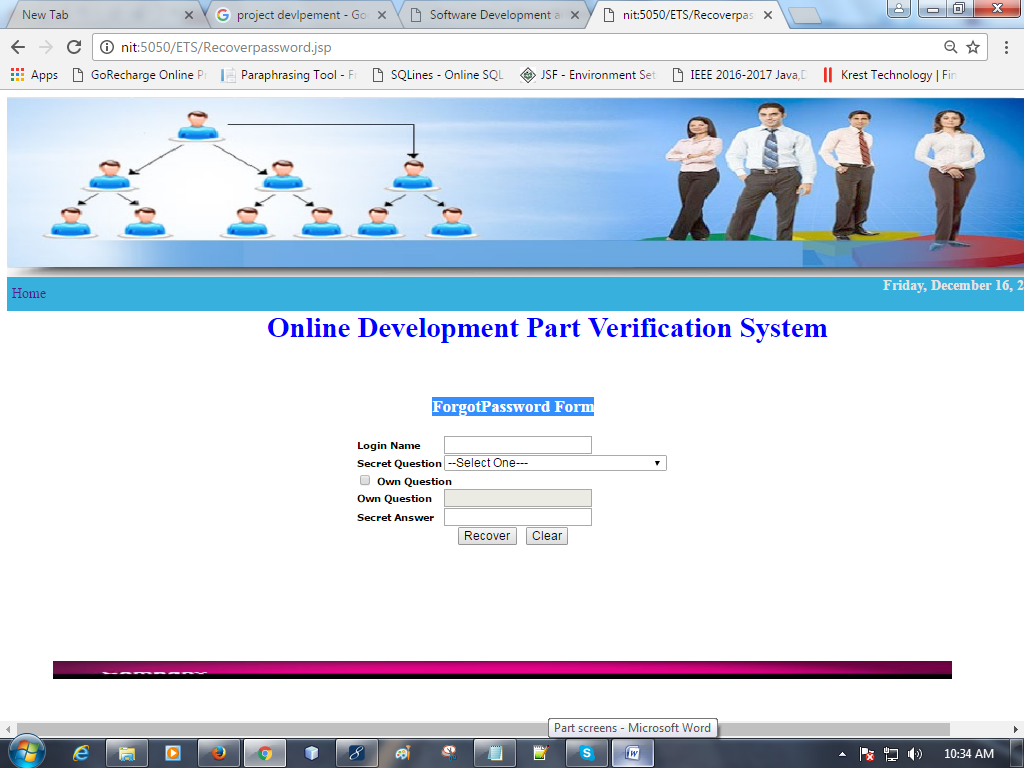 New Tab
project devlpement - Go
Software Development a
nit:5050/ETS/Recoverpas
nit:5050/ETS/Recoverpassword.jsp
Apps
GoRecharge Online P
Paraphrasing Tool - F
SQLines - Online SQL
JSF - Environment Set
IEEE 2016-2017 Java,D
Krest Technology | Fin
Home
Friday, December 16, 2
Online Development Part Verification System
ForgotPassword Form
Login Name
Secret Question --Select One---
Own Question
Own Question
Secret Answer
Recover Clear
Part screens - Microsoft Word
10:34 AM